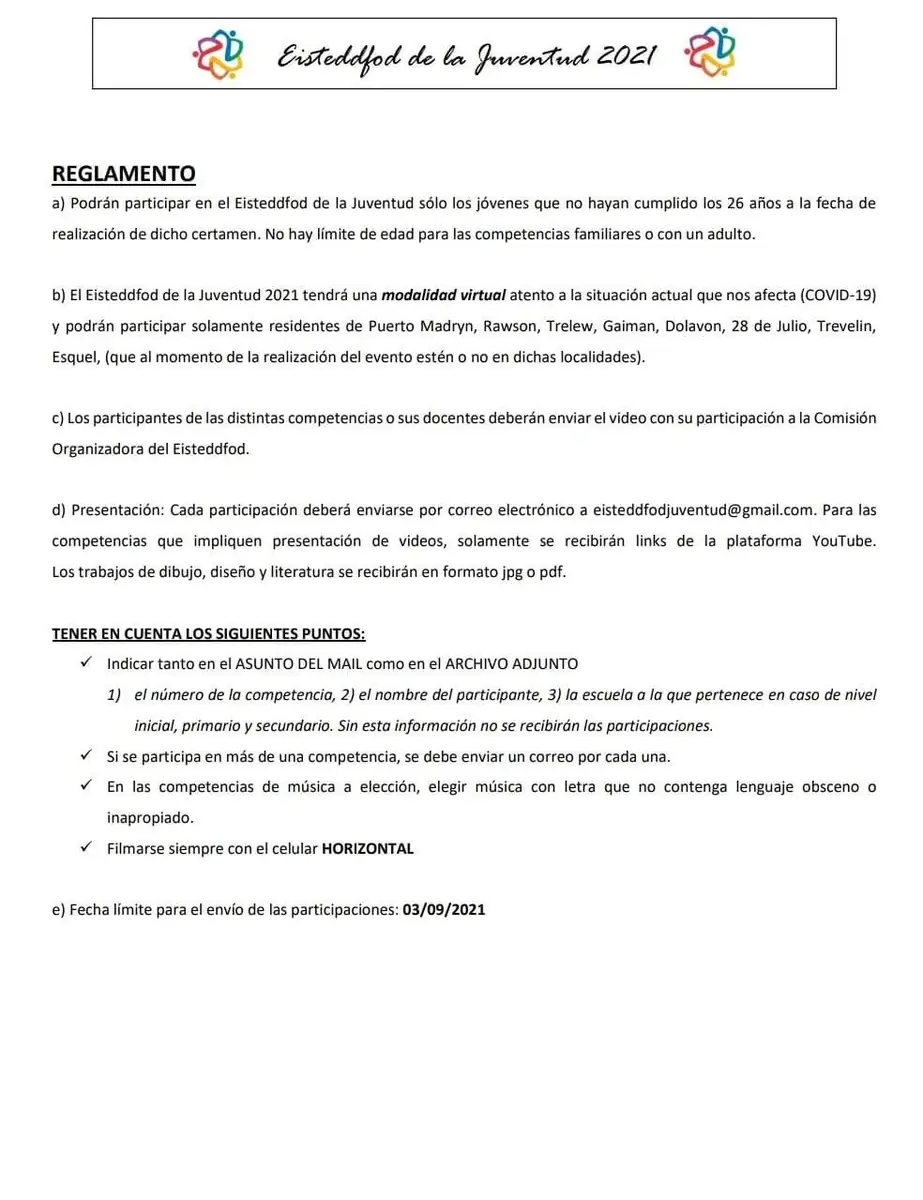 Eisteddfod de la Juventud 2021
REGLAMENTO
a) Podrán participar en el Eisteddfod de la Juventud sólo los jóvenes que no hayan cumplido los 26 años a la fecha de
realización de dicho certamen. No hay límite de edad para las competencias familiares o con un adulto.
b) El Eisteddfod de la Juventud 2021 tendrá una modalidad virtual atento a la situación actual que nos afecta (COVID-19)
y podrán participar solamente residentes de Puerto Madryn, Rawson, Trelew, Gaiman, Dolavon, 28 de Julio, Trevelin,
Esquel, (que al momento de la realización del evento estén o no en dichas localidades).
c) Los participantes de las distintas competencias o sus docentes deberán enviar el video con su participación a la Comisión
Organizadora del Eisteddfod.
d) Presentación: Cada participación deberá enviarse por correo electrónico a eisteddfodjuventud@gmail.com. Para las
competencias que impliquen presentación de videos, solamente se recibirán links de la plataforma YouTube.
Los trabajos de dibujo, diseño y literatura se recibirán en formato jpg o pdf.
TENER EN CUENTA LOS SIGUIENTES PUNTOS:
✓ Indicar tanto en el ASUNTO DEL MAIL como en el ARCHIVO ADJUNTO
1) el número de la competencia, 2) el nombre del participante, 3) la escuela a la que pertenece en caso de nivel
inicial, primario y secundario. Sin esta información no se recibirán las participaciones.
✓ Si se participa en más de una competencia, se debe enviar un correo por cada una.
✓ En las competencias de música a elección, elegir música con letra que no contenga lenguaje obsceno o
inapropiado.
✓ Filmarse siempre con el celular HORIZONTAL
e) Fecha límite para el envío de las participaciones: 03/09/2021